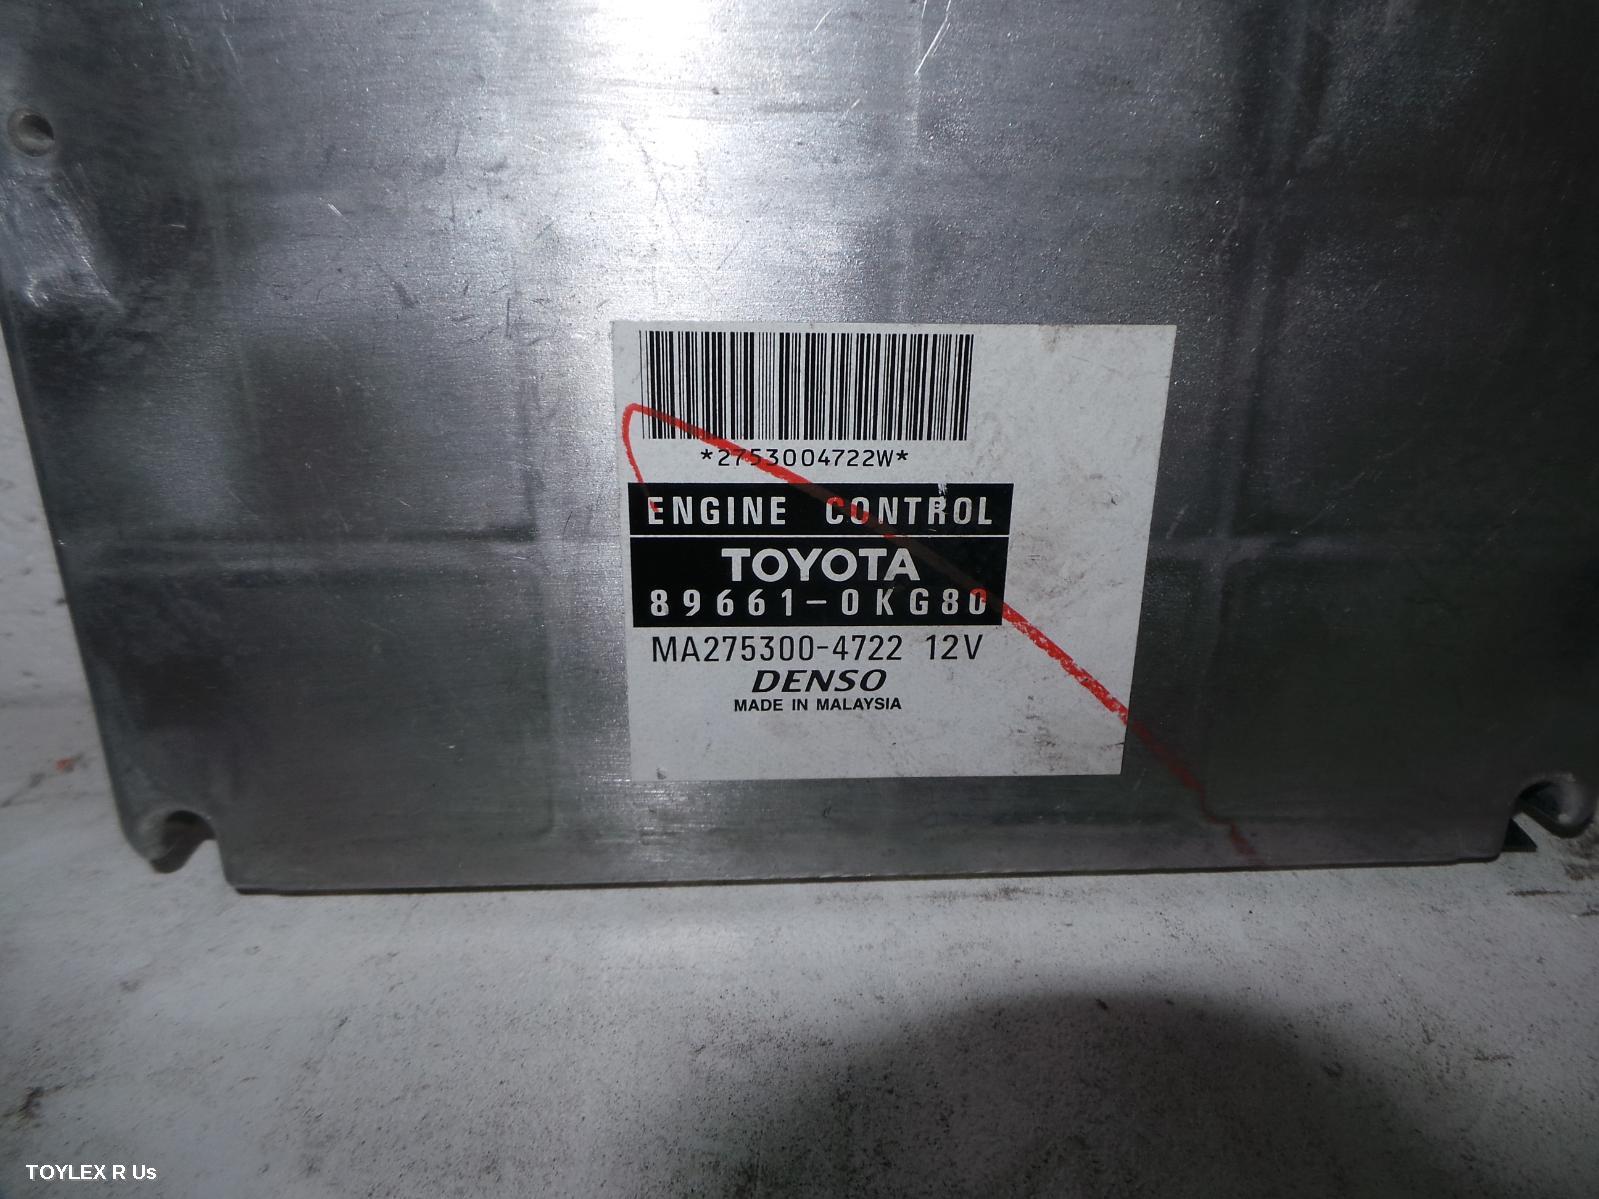 *2753004722W*
ENGINE CONTROL
TOYOTA
89661-0KG80
MA275300-4722 12V
DENSO
MADE IN MALAYSIA
TOYLEX R Us